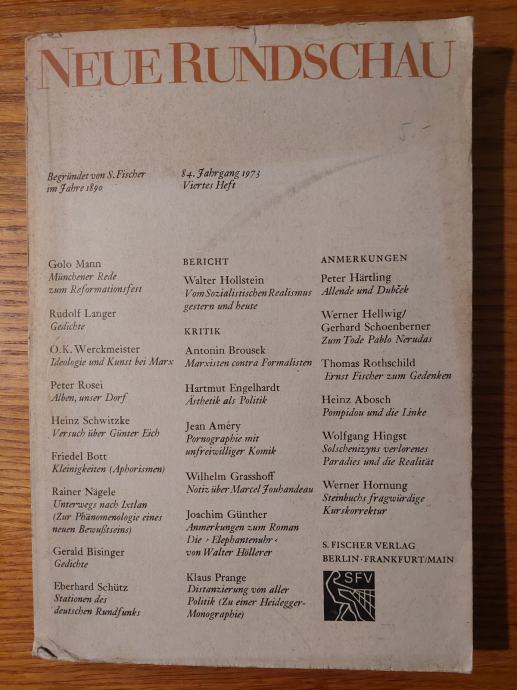 NEUE RUNDSCHAU
5.-
Begründet von S. Fischer
im Jahre 1890
84. Jahrgang 1973
Viertes Heft
Golo Mann
Münchener Rede
zum Reformationsfest
Rudolf Langer
Gedichte
O. K. Werckmeister
Ideologie und Kunst bei Marx
Peter Rosei
Alben, unser Dorf
Heinz Schwitzke
Versuch über Günter Eich
Friedel Bott
Kleinigkeiten (Aphorismen)
Rainer Nägele
Unterwegs nach Ixtlan
(Zur Phänomenologie eines
neuen Bewußtseins)
Gerald Bisinger
Gedichte
Eberhard Schütz
Stationen des
deutschen Rundfunks
BERICHT
Walter Hollstein
Vom Sozialistischen Realismus
gestern und heute
KRITIK
Antonin Brousek
Marxisten contra Formalisten
Hartmut Engelhardt
Ästhetik als Politik
Jean Améry
Pornographie mit
unfreiwilliger Komik
Wilhelm Grasshoff
Notiz über Marcel Jouhandeau
Joachim Günther
Anmerkungen zum Roman
Die ›Elephantenuhr‹
von Walter Höllerer
Klaus Prange
Distanzierung von aller
Politik (Zu einer Heidegger-
Monographie)
ANMERKUNGEN
Peter Härtling
Allende und Dubček
Werner Hellwig/
Gerhard Schoenberner
Zum Tode Pablo Nerudas
Thomas Rothschild
Ernst Fischer zum Gedenken
Heinz Abosch
Pompidou und die Linke
Wolfgang Hingst
Solschenizyns verlorenes
Paradies und die Realität
Werner Hornung
Steinbuchs fragwürdige
Kurskorrektur
S. FISCHER VERLAG
BERLIN · FRANKFURT/MAIN
SFV